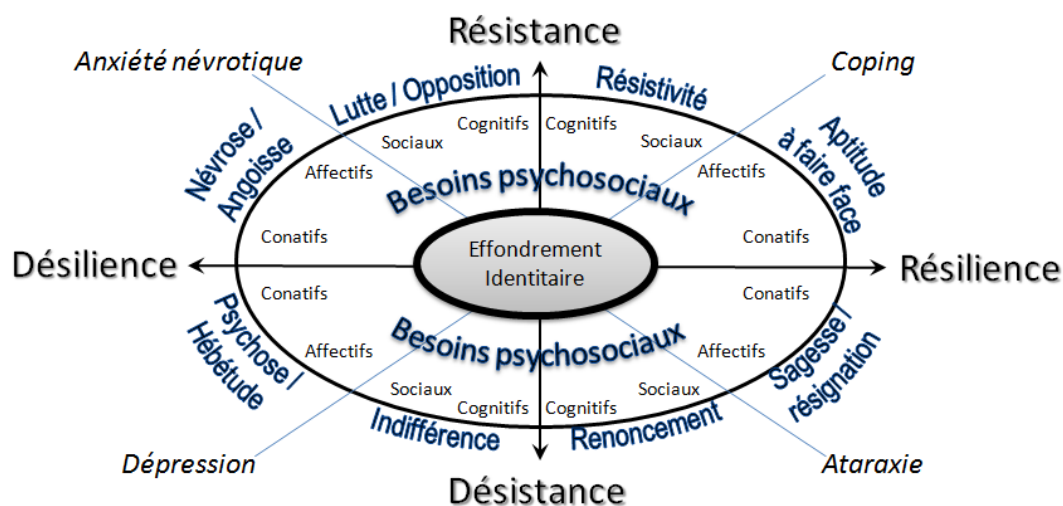 Résistance
Anxiété névrotique
Coping
Lutte / Opposition
Résistivité
Cognitifs
Cognitifs
Sociaux
Sociaux
Névrose /
Angoisse
Aptitude
à faire face
Affectifs
Affectifs
Besoins psychosociaux
Conatifs
Conatifs
Effondrement
Identitaire
Désilience
Résilience
Conatifs
Conatifs
Psychose /
Hébétude
Besoins psychosociaux
Sagesse /
résignation
Affectifs
Affectifs
Sociaux
Sociaux
Cognitifs
Cognitifs
Indifférence
Renoncement
Dépression
Ataraxie
Désistance